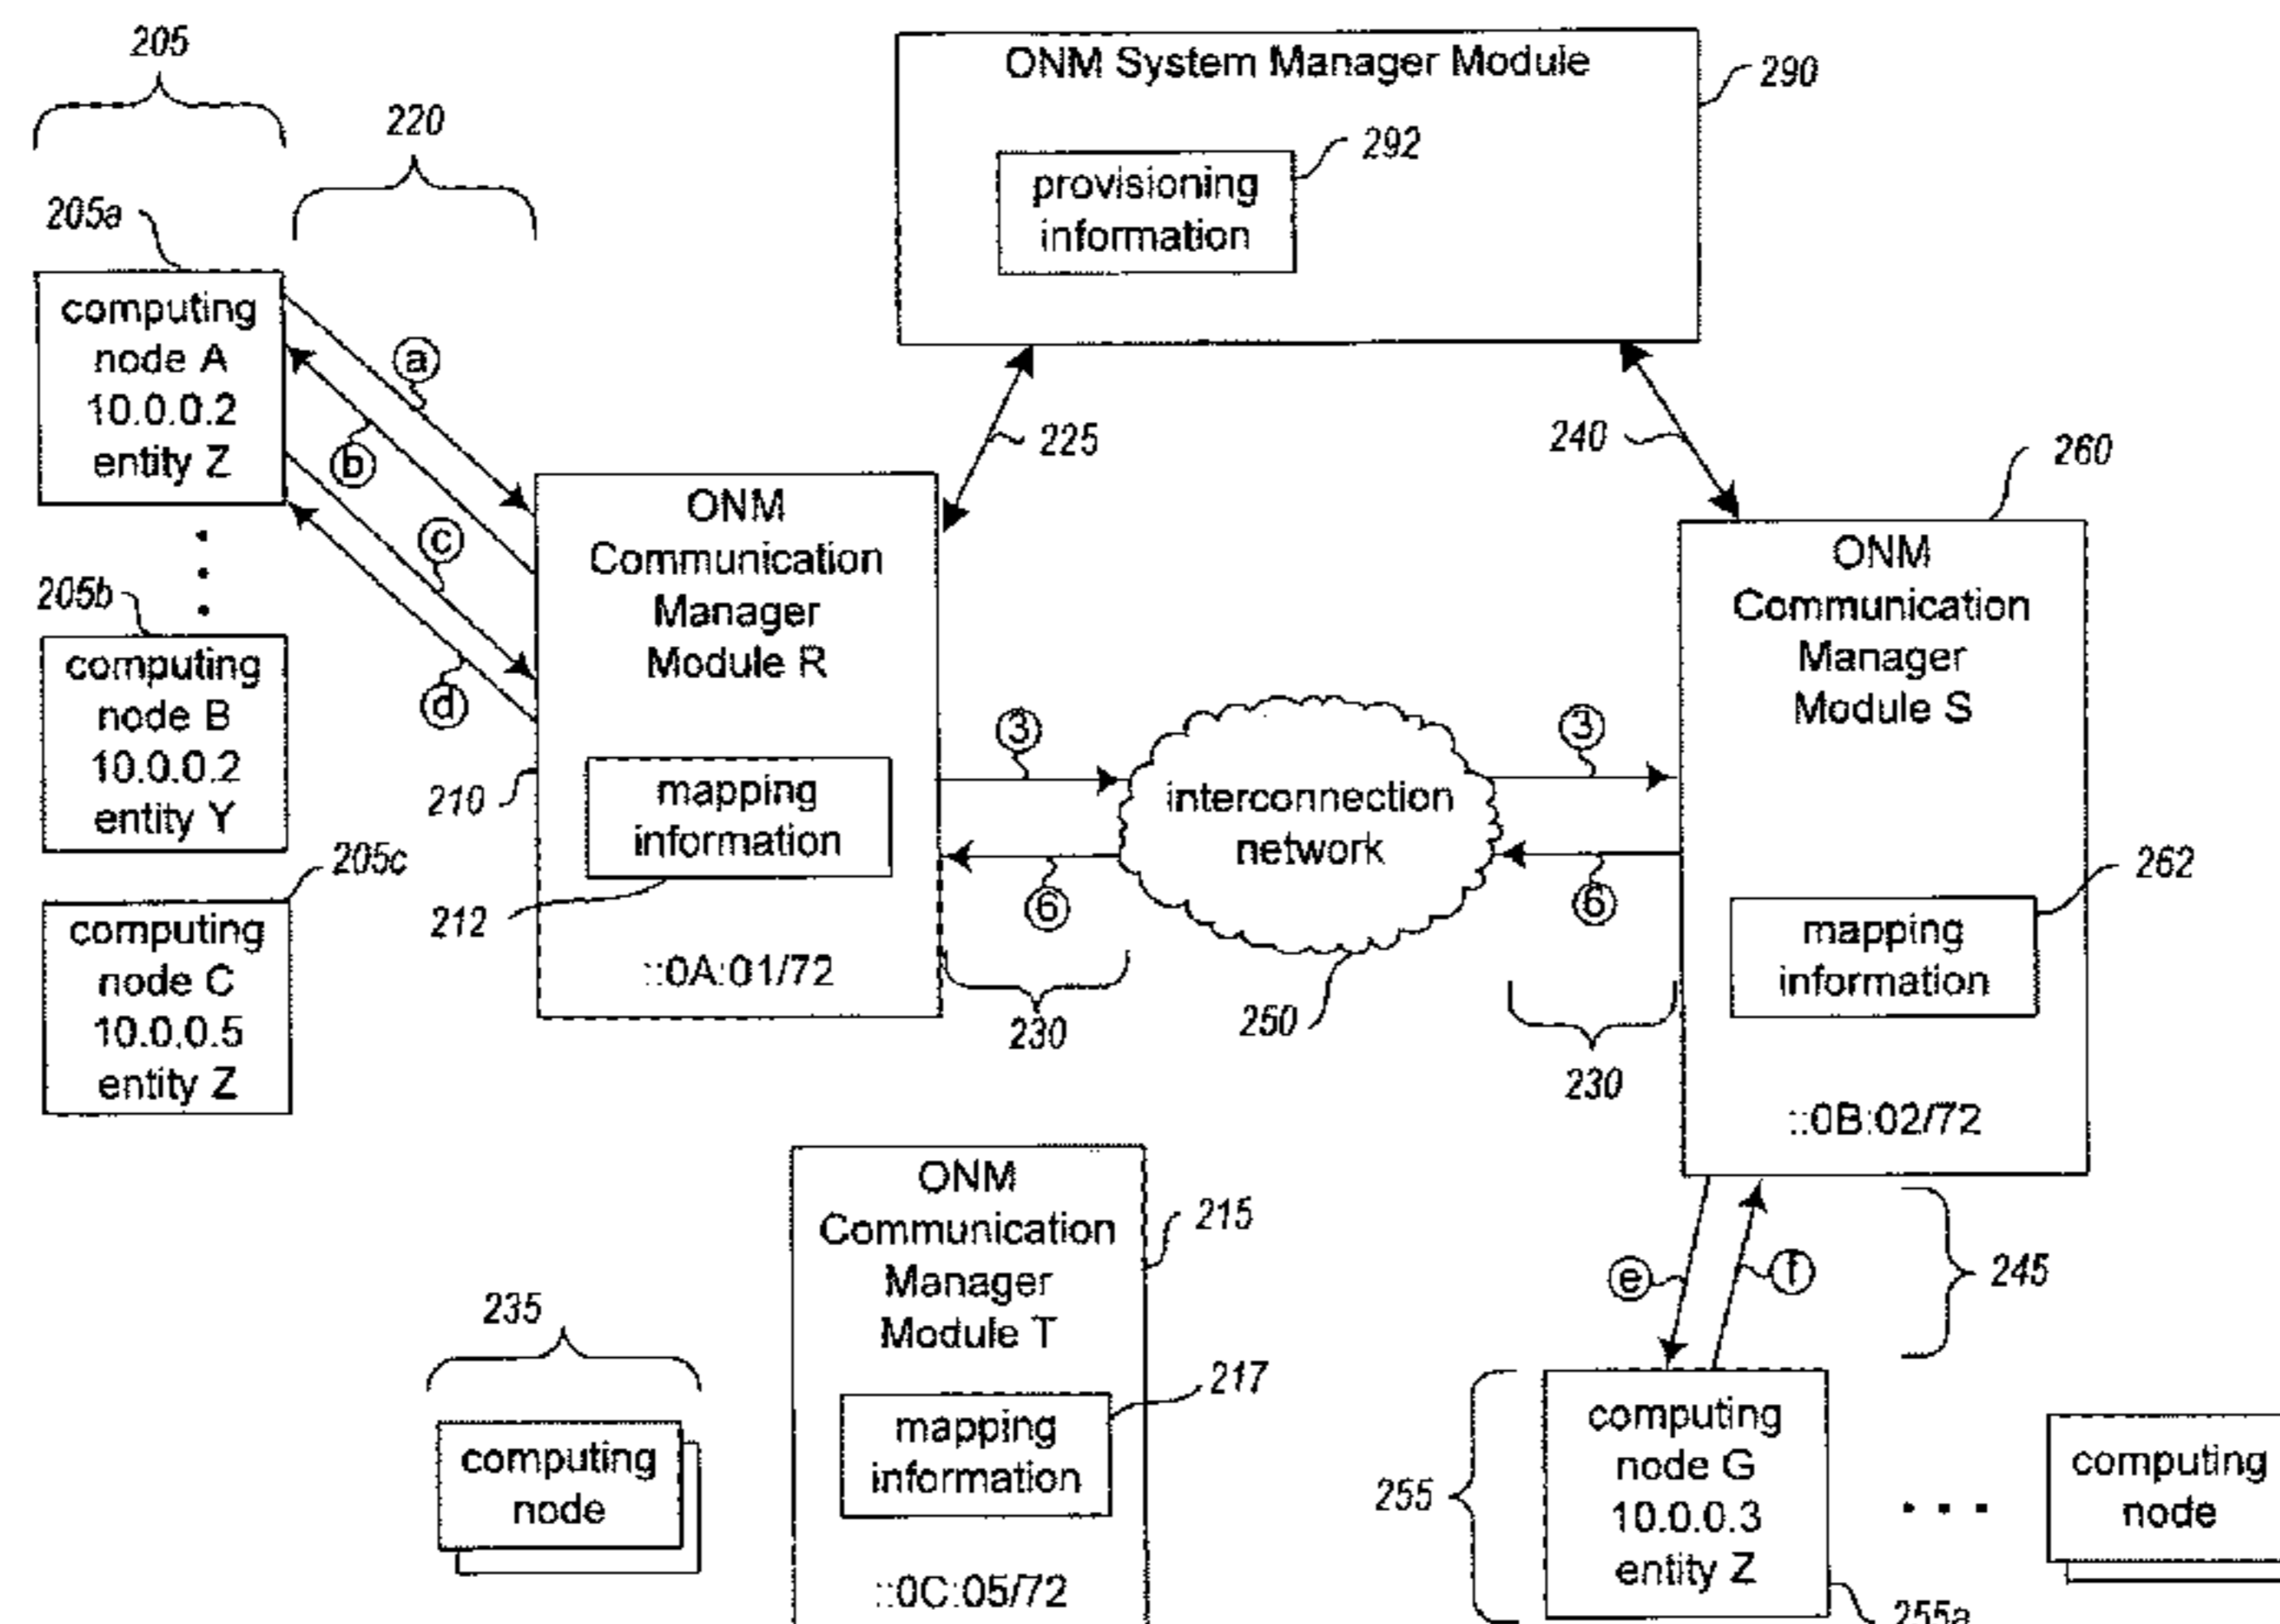 205
220
205a
computing
node A
10.0.0.2
entity Z
a
b
c
d
205b
computing
node B
10.0.0.2
entity Y
205c
computing
node C
10.0.0.5
entity Z
ONM System Manager Module
290
292
provisioning
information
225
240
260
ONM
Communication
Manager
Module R
210
mapping
information
212
::0A:01/72
3
6
230
interconnection
network
250
3
6
230
ONM
Communication
Manager
Module S
262
mapping
information
::0B:02/72
ONM
Communication
Manager
Module T
215
217
mapping
information
::0C:05/72
235
computing
node
e
f
245
255
computing
node G
10.0.0.3
entity Z
255a
. . .
computing
node